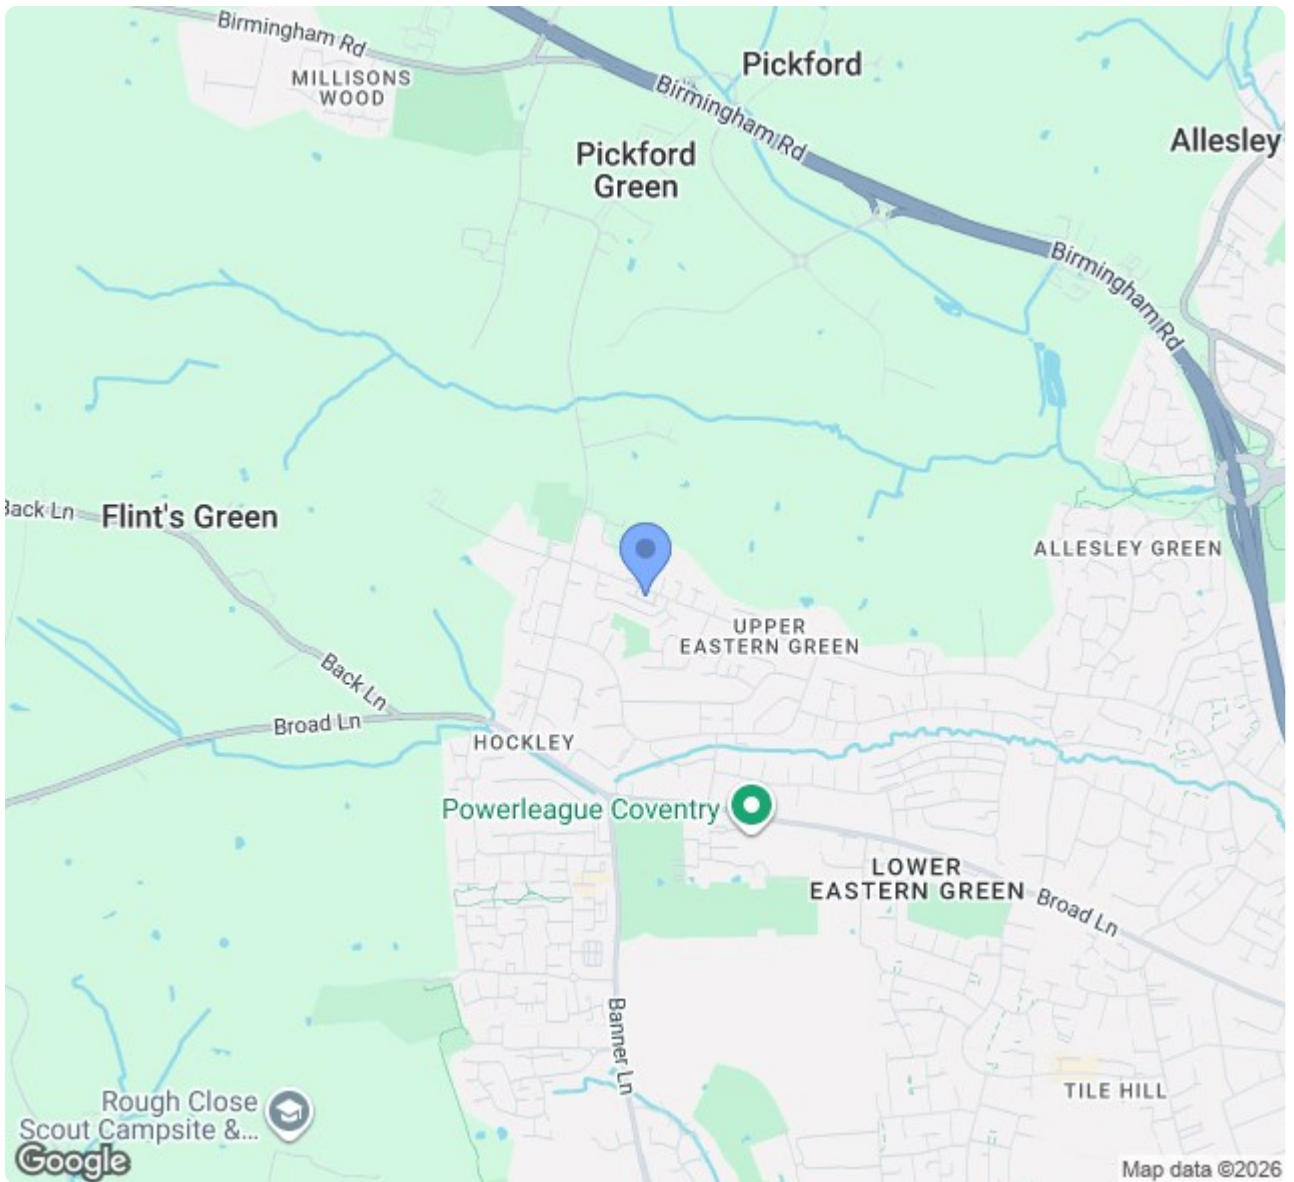 Birmingham Rd
MILLISONS
WOOD
Pickford
Birmingham Rd
Allesley
Pickford
Green
Birmingham Rd
Back Ln
Flint's Green
ALLESLEY GREEN
UPPER
EASTERN GREEN
Back Ln
Broad Ln
HOCKLEY
Powerleague Coventry
LOWER
EASTERN GREEN
Broad Ln
Banner Ln
TILE HILL
Rough Close
Scout Campsite &...
Google
Map data ©2026